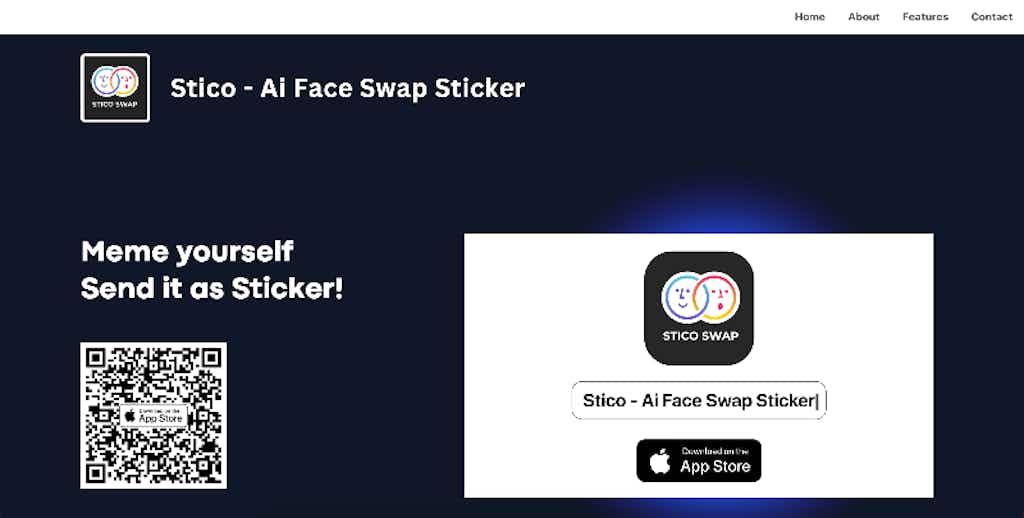 Home About Features Contact
STICO SWAP
Stico - Ai Face Swap Sticker
Meme yourself
Send it as Sticker!
Download on the
App Store
STICO SWAP
Stico - Ai Face Swap Sticker
Download on the
App Store